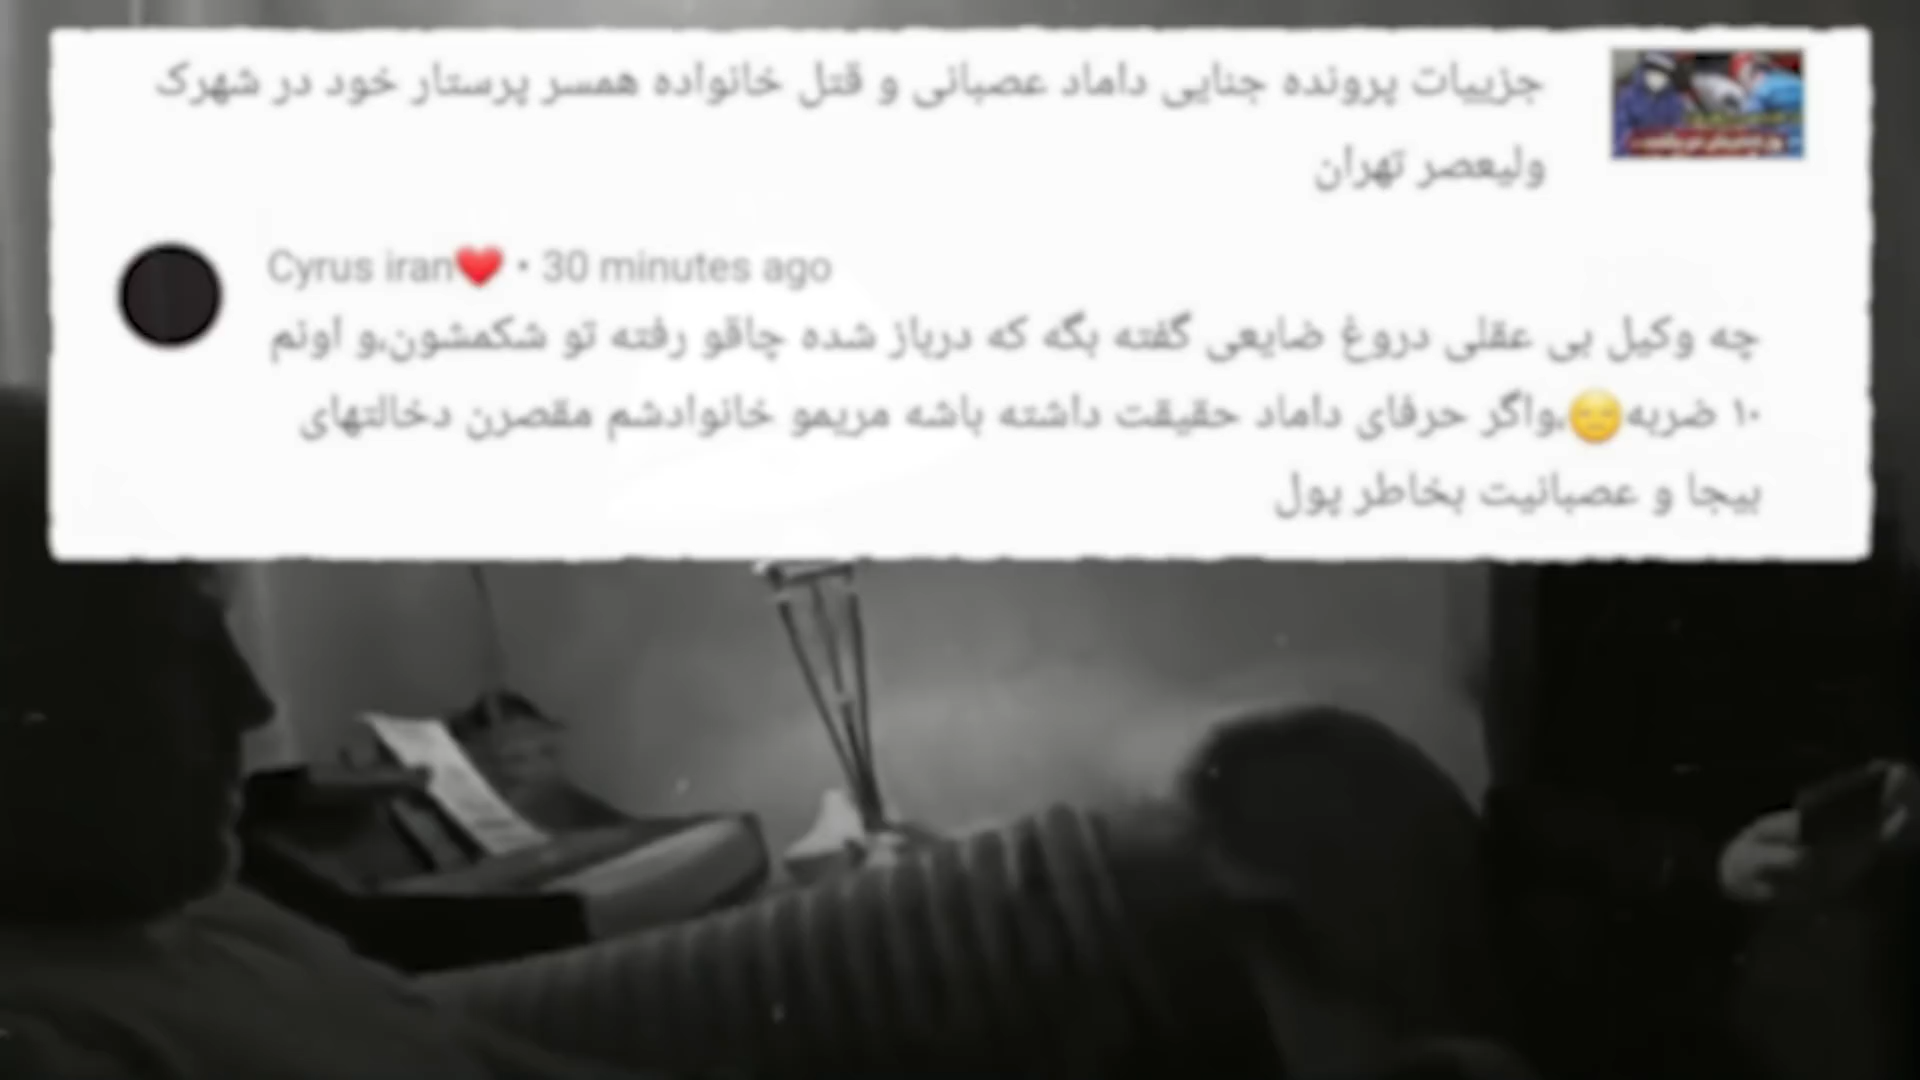 جزییات پرونده جنایی داماد عصبانی و قتل خانواده همسر پرستار خود در شهرک
ولیعصر تهران
Cyrus iran❤️ • 30 minutes ago
چه وکیل بی عقلی دروغ ضایعی گفته بگه که درباز شده چاقو رفته تو شکمشون،و اونم
۱۰ ضربه😑،واگر حرفای داماد حقیقت داشته باشه مریمو خانوادشم مقصرن دخالتهای
بیجا و عصبانیت بخاطر پول